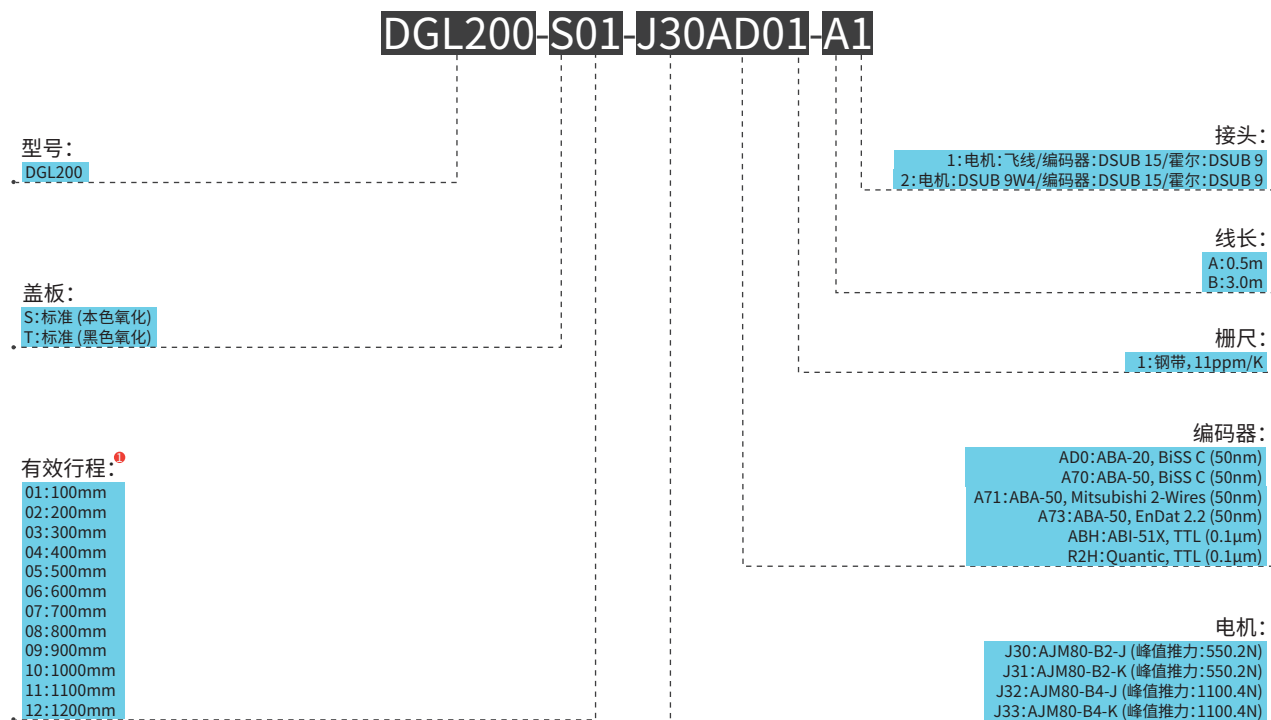 DGL200-S01-J30AD01-A1
型号：
DGL200
盖板：
S：标准 (本色氧化)
T：标准 (黑色氧化)
有效行程：①
01：100mm
02：200mm
03：300mm
04：400mm
05：500mm
06：600mm
07：700mm
08：800mm
09：900mm
10：1000mm
11：1100mm
12：1200mm
接头：
1：电机：飞线/编码器：DSUB 15/霍尔：DSUB 9
2：电机：DSUB 9W4/编码器：DSUB 15/霍尔：DSUB 9
线长：
A：0.5m
B：3.0m
栅尺：
1：钢带，11ppm/K
编码器：
AD0：ABA-20, BiSS C (50nm)
A70：ABA-50, BiSS C (50nm)
A71：ABA-50, Mitsubishi 2-Wires (50nm)
A73：ABA-50, EnDat 2.2 (50nm)
ABH：ABI-51X, TTL (0.1μm)
R2H：Quantic, TTL (0.1μm)
电机：
J30：AJM80-B2-J (峰值推力：550.2N)
J31：AJM80-B2-K (峰值推力：550.2N)
J32：AJM80-B4-J (峰值推力：1100.4N)
J33：AJM80-B4-K (峰值推力：1100.4N)